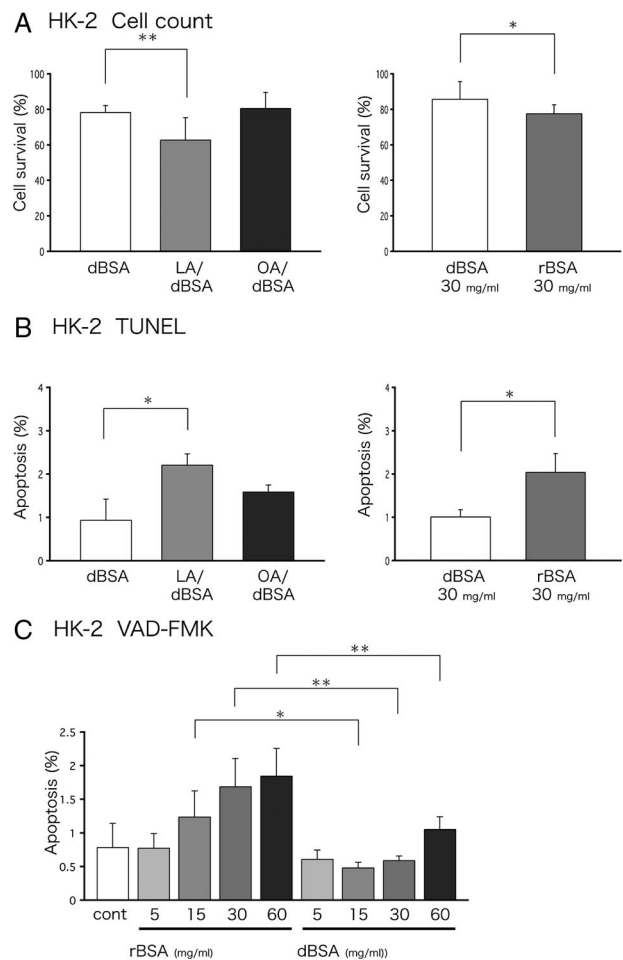 A HK-2 Cell count
** *
Cell survival (%) Cell survival (%)
100 100
80 80
60 60
40 40
20 20
0 0
dBSA LA/ OA/ dBSA rBSA
dBSA dBSA 30 mg/ml 30 mg/ml
B HK-2 TUNEL
* *
Apoptosis (%) Apoptosis (%)
4 4
3 3
2 2
1 1
0 0
dBSA LA/ OA/ dBSA rBSA
dBSA dBSA 30 mg/ml 30 mg/ml
C HK-2 VAD-FMK
**
**
*
Apoptosis (%)
2.5
2
1.5
1
0.5
0
cont 5 15 30 60 5 15 30 60
rBSA (mg/ml) dBSA (mg/ml))